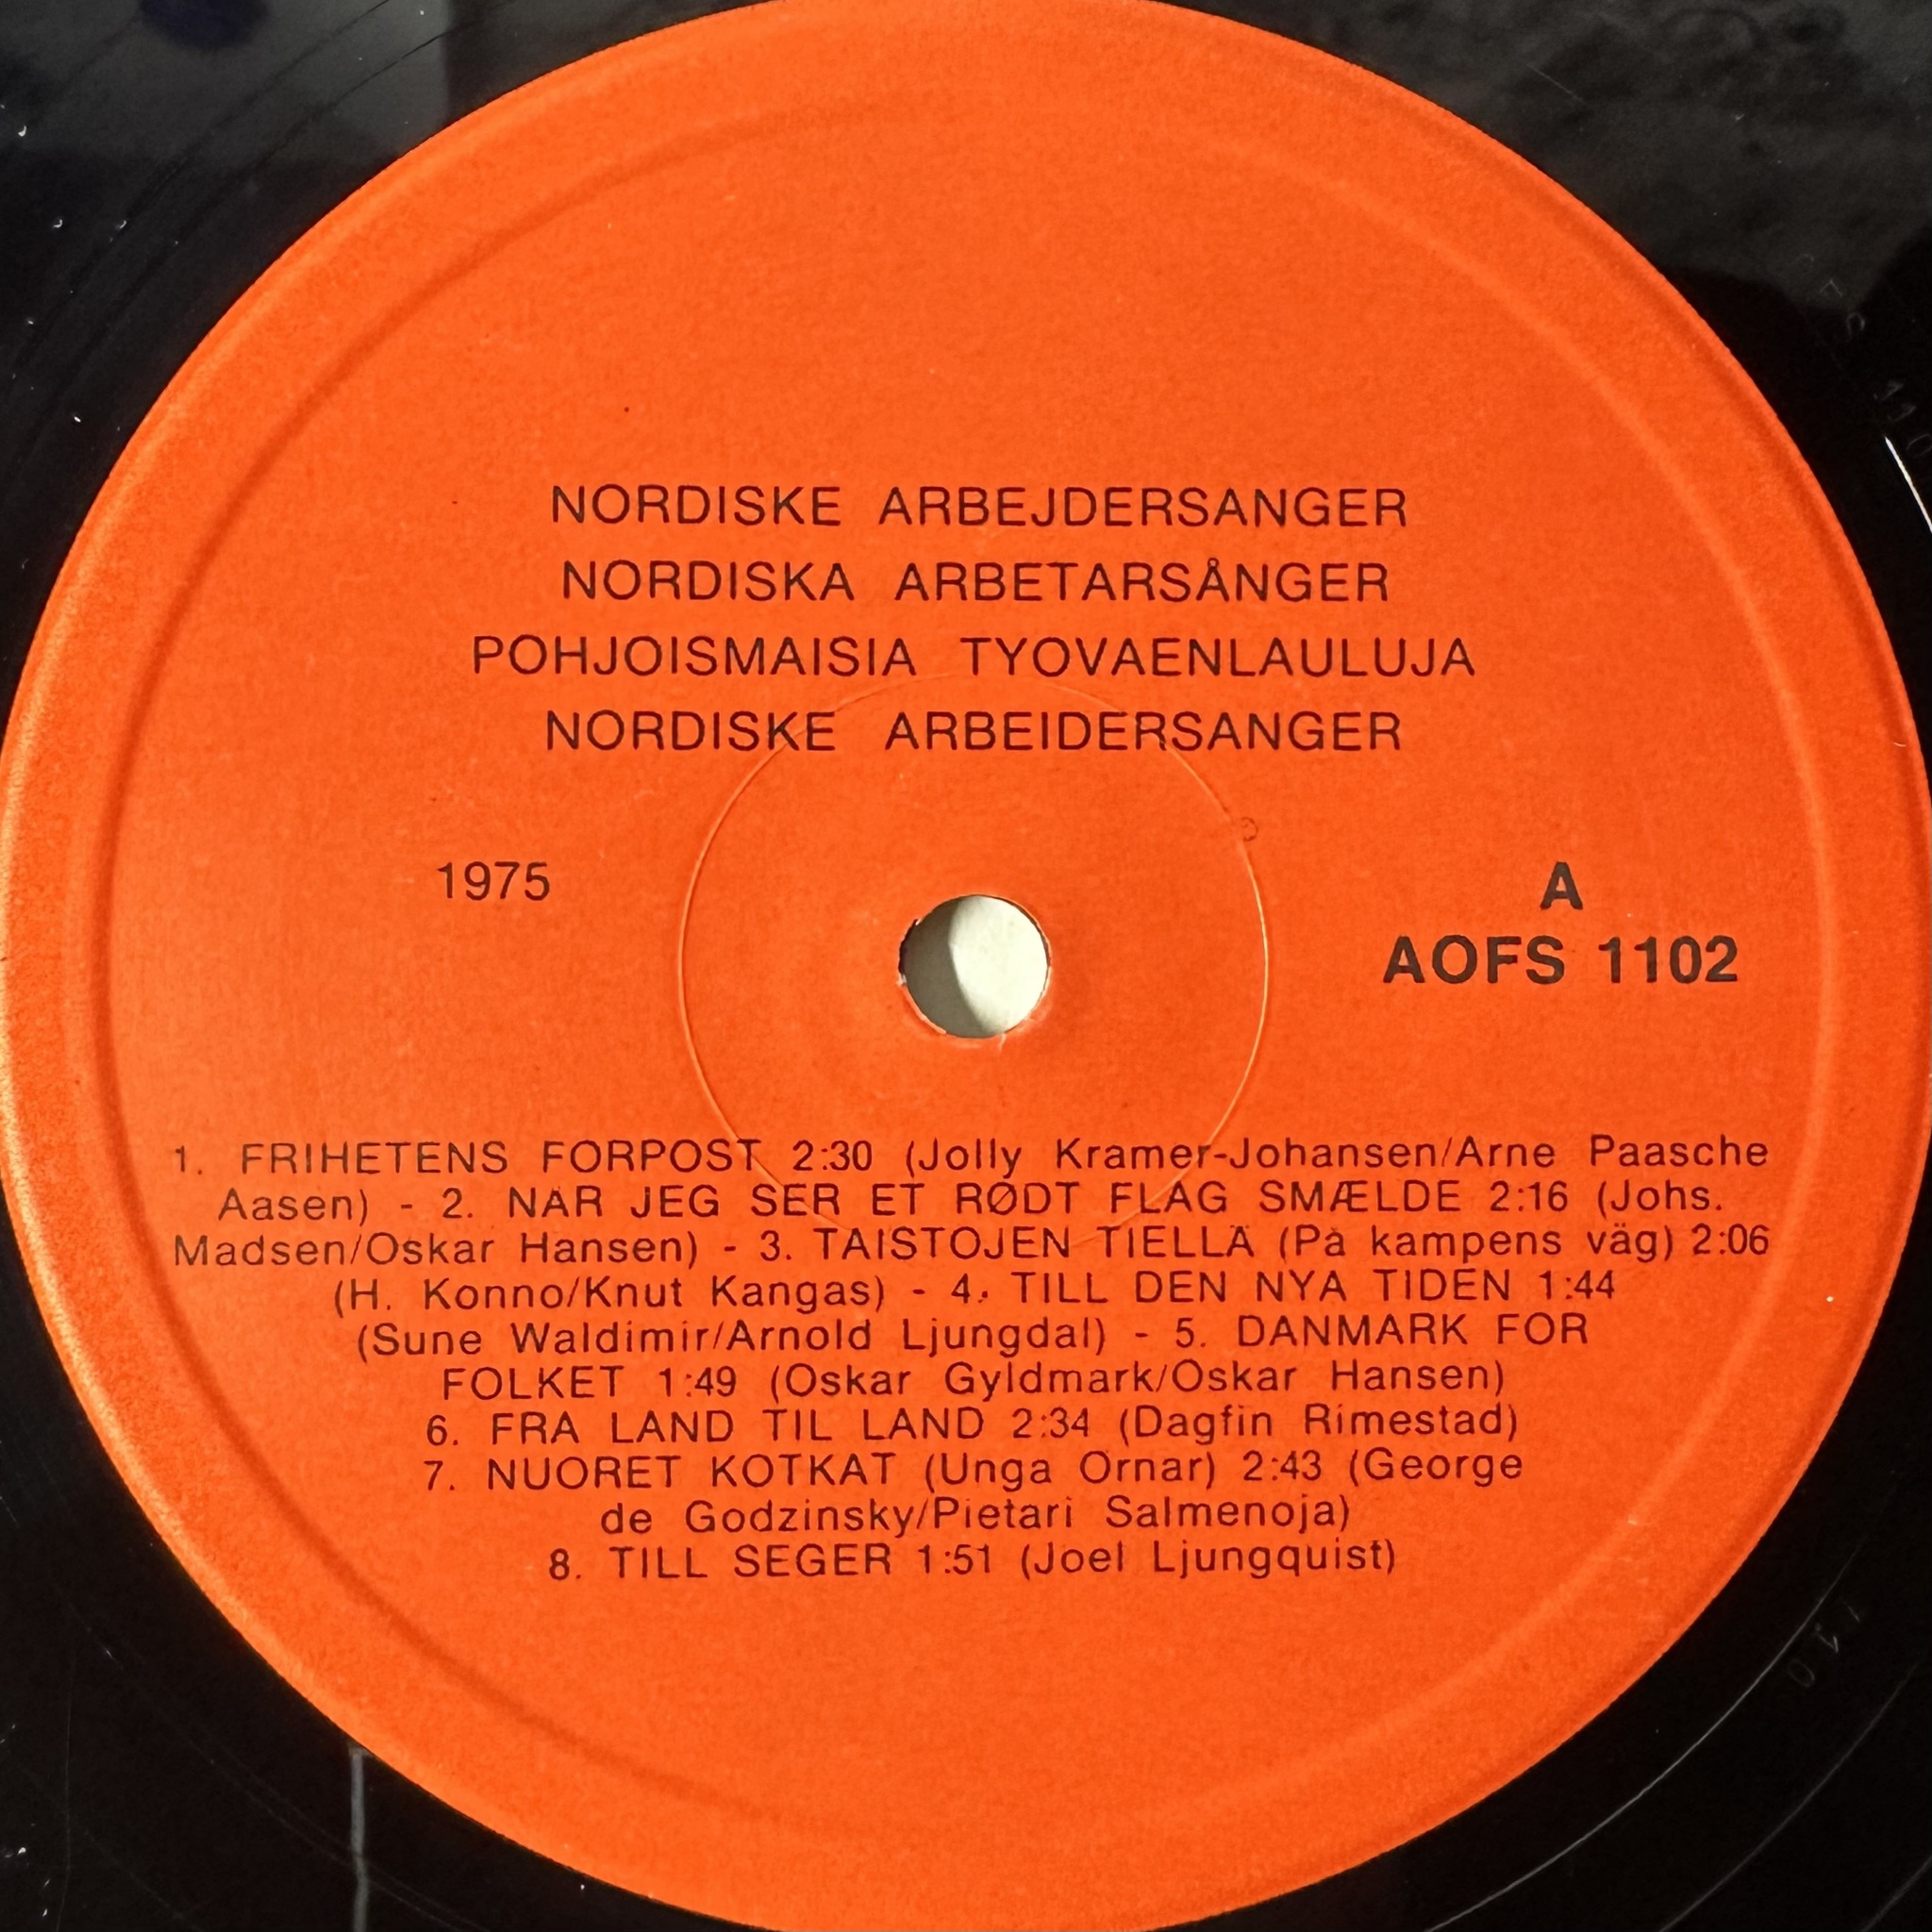 NORDISKE ARBEJDERSANGER
NORDISKA ARBETARSÅNGER
POHJOISMAISIA TYOVAENLAULUJA
NORDISKE ARBEIDERSANGER
1975
A
AOFS 1102
1. FRIHETENS FORPOST 2:30 (Jolly Kramer-Johansen/Arne Paasche
Aasen) - 2. NAR JEG SER ET RØDT FLAG SMÆLDE 2:16 (Johs.
Madsen/Oskar Hansen) - 3. TAISTOJEN TIELLÄ (På kampens väg) 2:06
(H. Konno/Knut Kangas) - 4. TILL DEN NYA TIDEN 1:44
(Sune Waldimir/Arnold Ljungdal) - 5. DANMARK FOR
FOLKET 1:49 (Oskar Gyldmark/Oskar Hansen)
6. FRA LAND TIL LAND 2:34 (Dagfin Rimestad)
7. NUORET KOTKAT (Unga Ornar) 2:43 (George
de Godzinsky/Pietari Salmenoja)
8. TILL SEGER 1:51 (Joel Ljungquist)